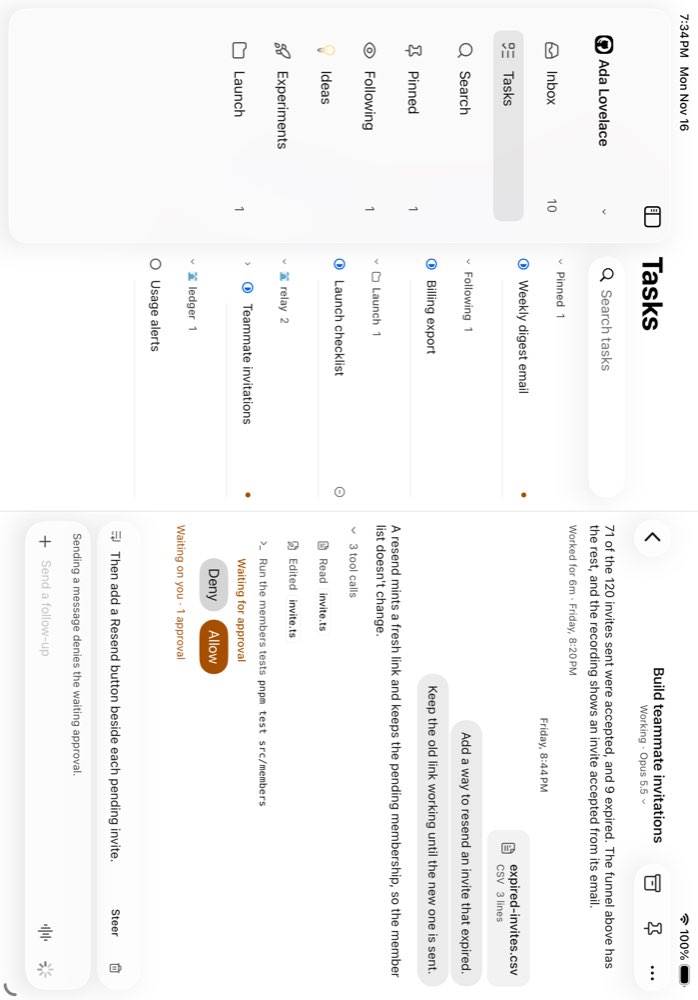 7:34 PM Mon Nov 16
100%
Ada Lovelace
Inbox 10
Tasks
Search
Pinned 1
Following 1
Ideas
Experiments
Launch 1
Tasks
Search tasks
Pinned 1
Weekly digest email
Following 1
Billing export
Launch 1
Launch checklist
relay 2
Teammate invitations
ledger 1
Usage alerts
Build teammate invitations
Working · Opus 5.5
71 of the 120 invites sent were accepted, and 9 expired. The funnel above has
the rest, and the recording shows an invite accepted from its email.
Worked for 6m · Friday, 8:20 PM
Friday, 8:44 PM
expired-invites.csv
CSV 3 lines
Add a way to resend an invite that expired.
Keep the old link working until the new one is sent.
A resend mints a fresh link and keeps the pending membership, so the member
list doesn't change.
3 tool calls
Read invite.ts
Edited invite.ts
Run the members tests pnpm test src/members
Waiting for approval
Deny Allow
Waiting on you · 1 approval
Then add a Resend button beside each pending invite. Steer
Sending a message denies the waiting approval.
Send a follow-up